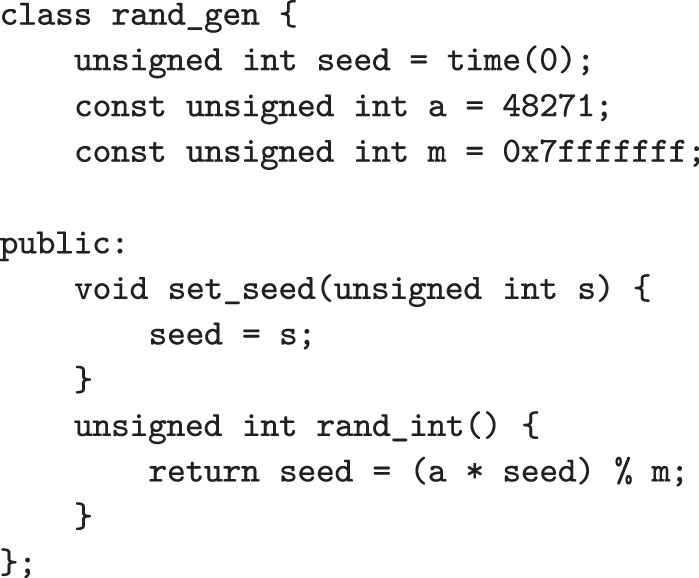 class rand_gen {
    unsigned int seed = time(0);
    const unsigned int a = 48271;
    const unsigned int m = 0x7fffffff;

public:
    void set_seed(unsigned int s) {
        seed = s;
    }
    unsigned int rand_int() {
        return seed = (a * seed) % m;
    }
};